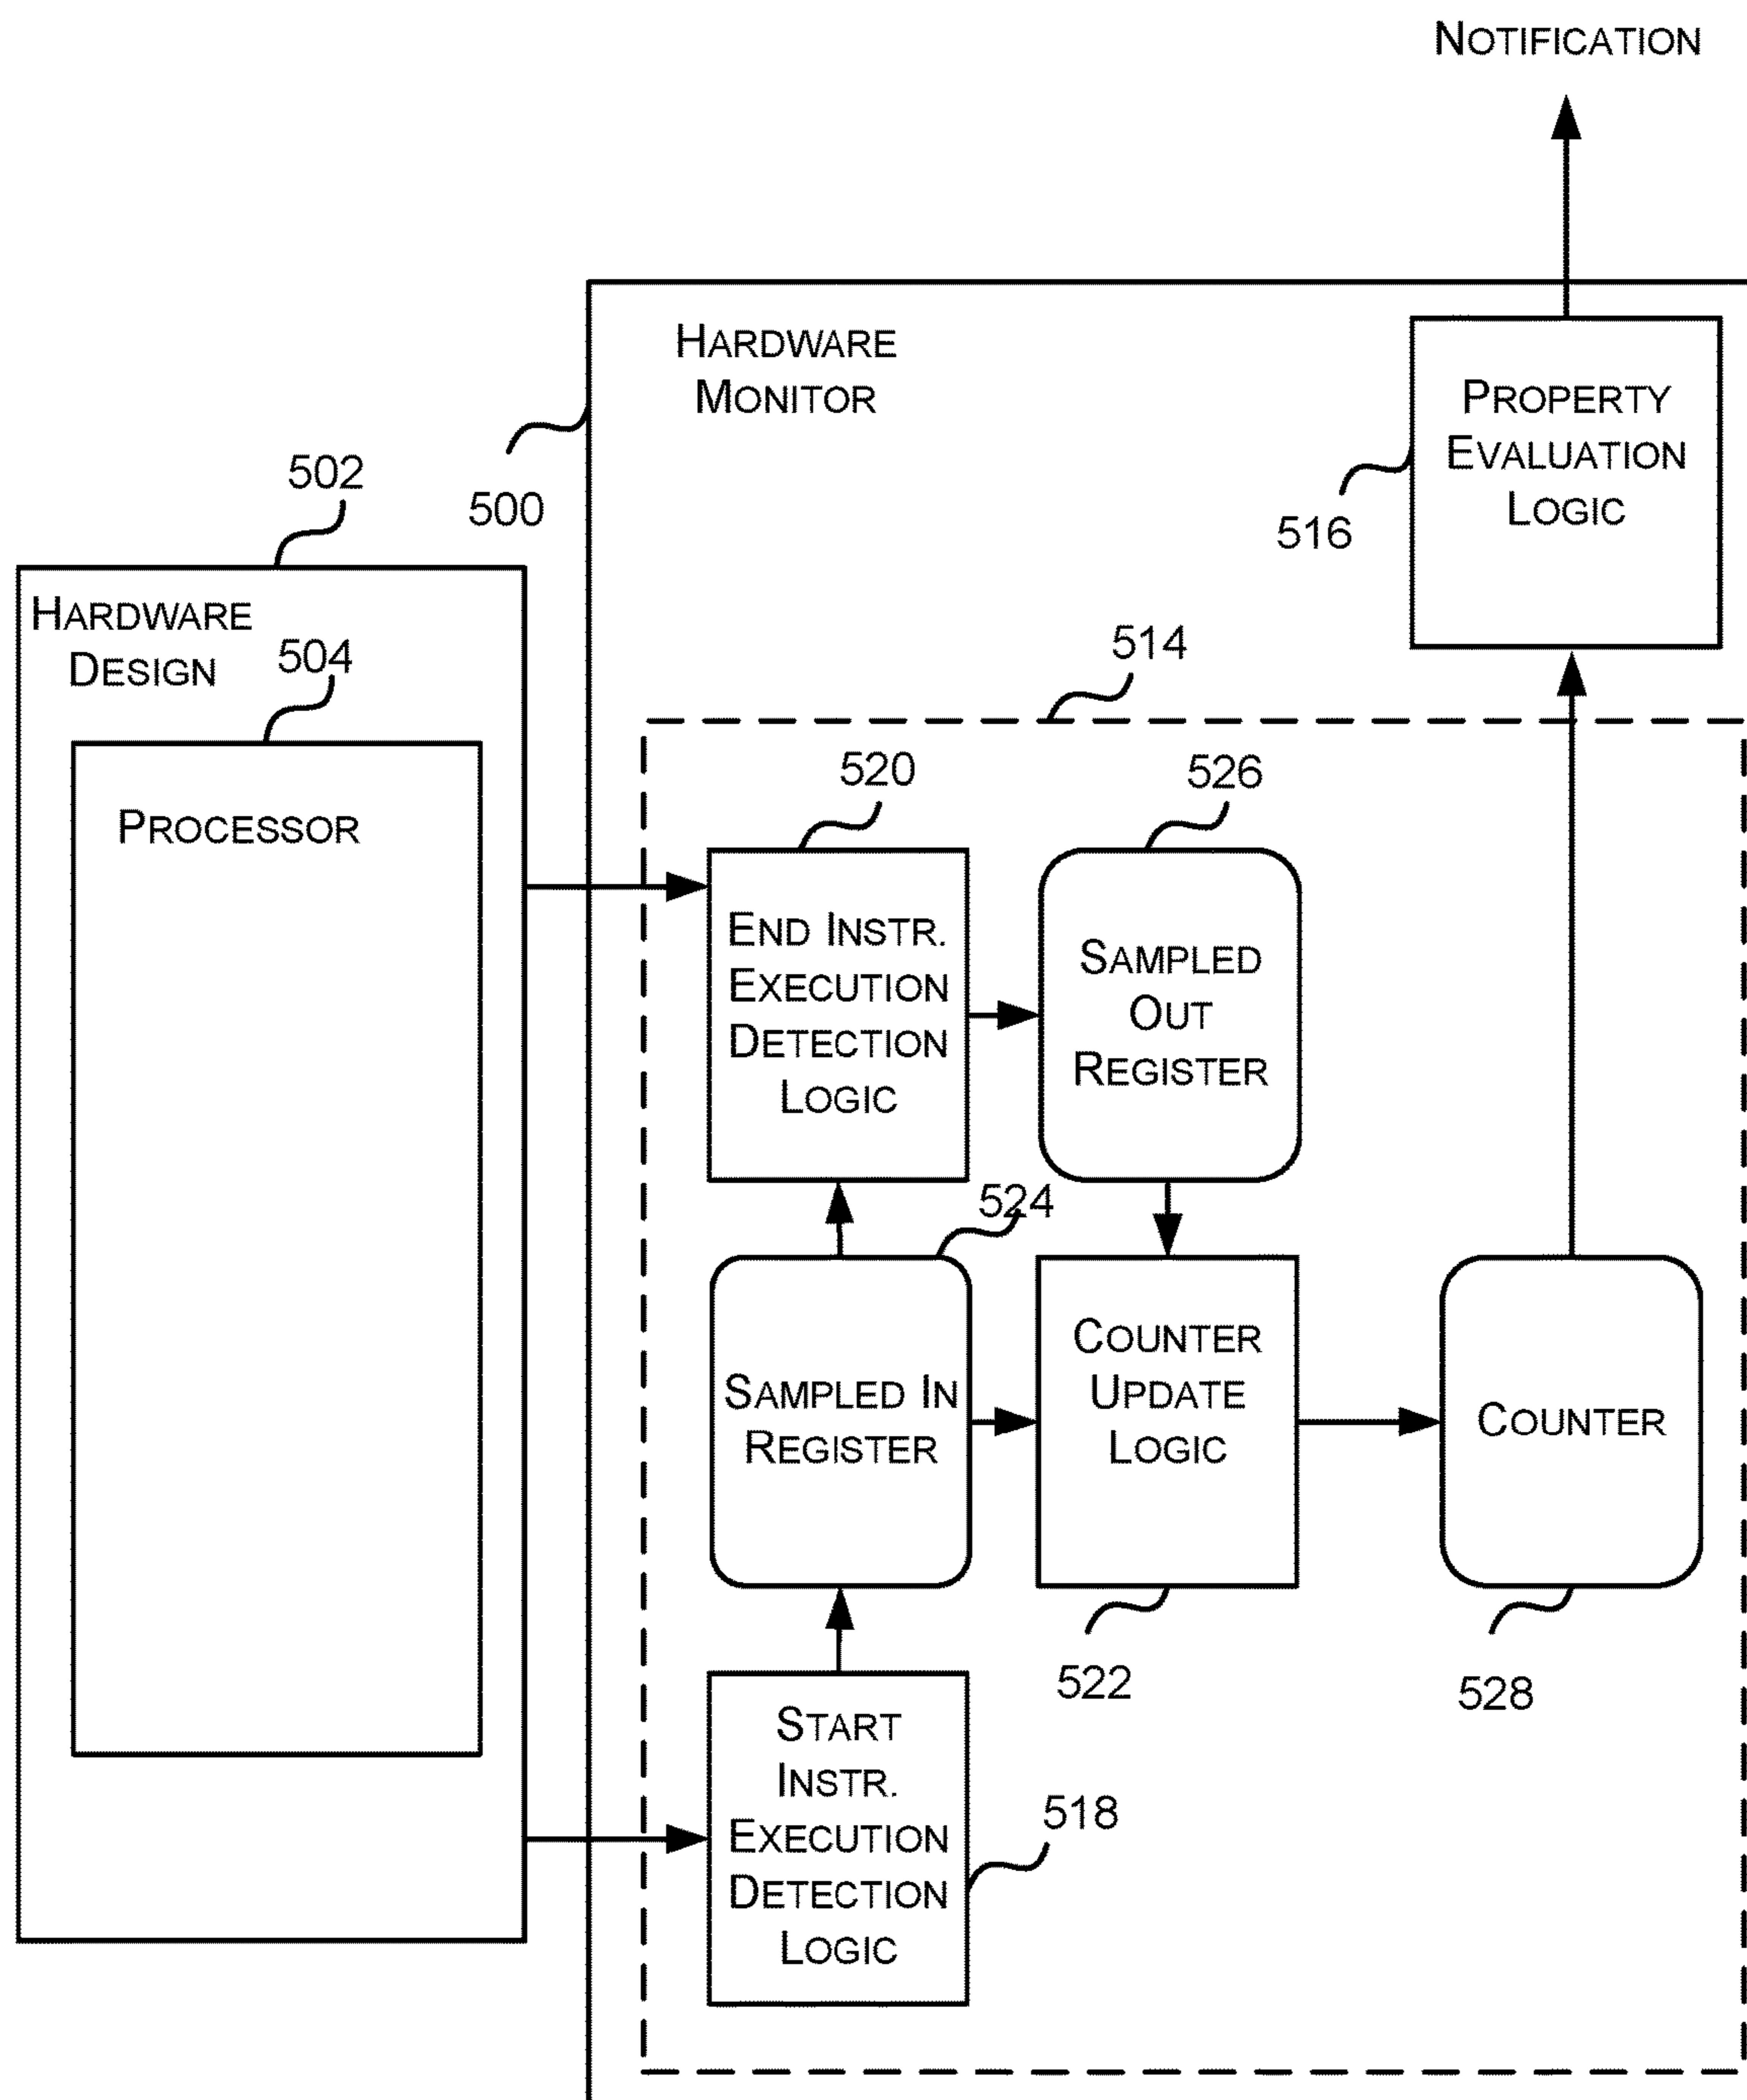 NOTIFICATION
HARDWARE
MONITOR
500
PROPERTY
EVALUATION
LOGIC
516
502
HARDWARE
DESIGN
504
PROCESSOR
514
520
END INSTR.
EXECUTION
DETECTION
LOGIC
526
SAMPLED
OUT
REGISTER
524
SAMPLED IN
REGISTER
COUNTER
UPDATE
LOGIC
522
COUNTER
528
START
INSTR.
EXECUTION
DETECTION
LOGIC
518